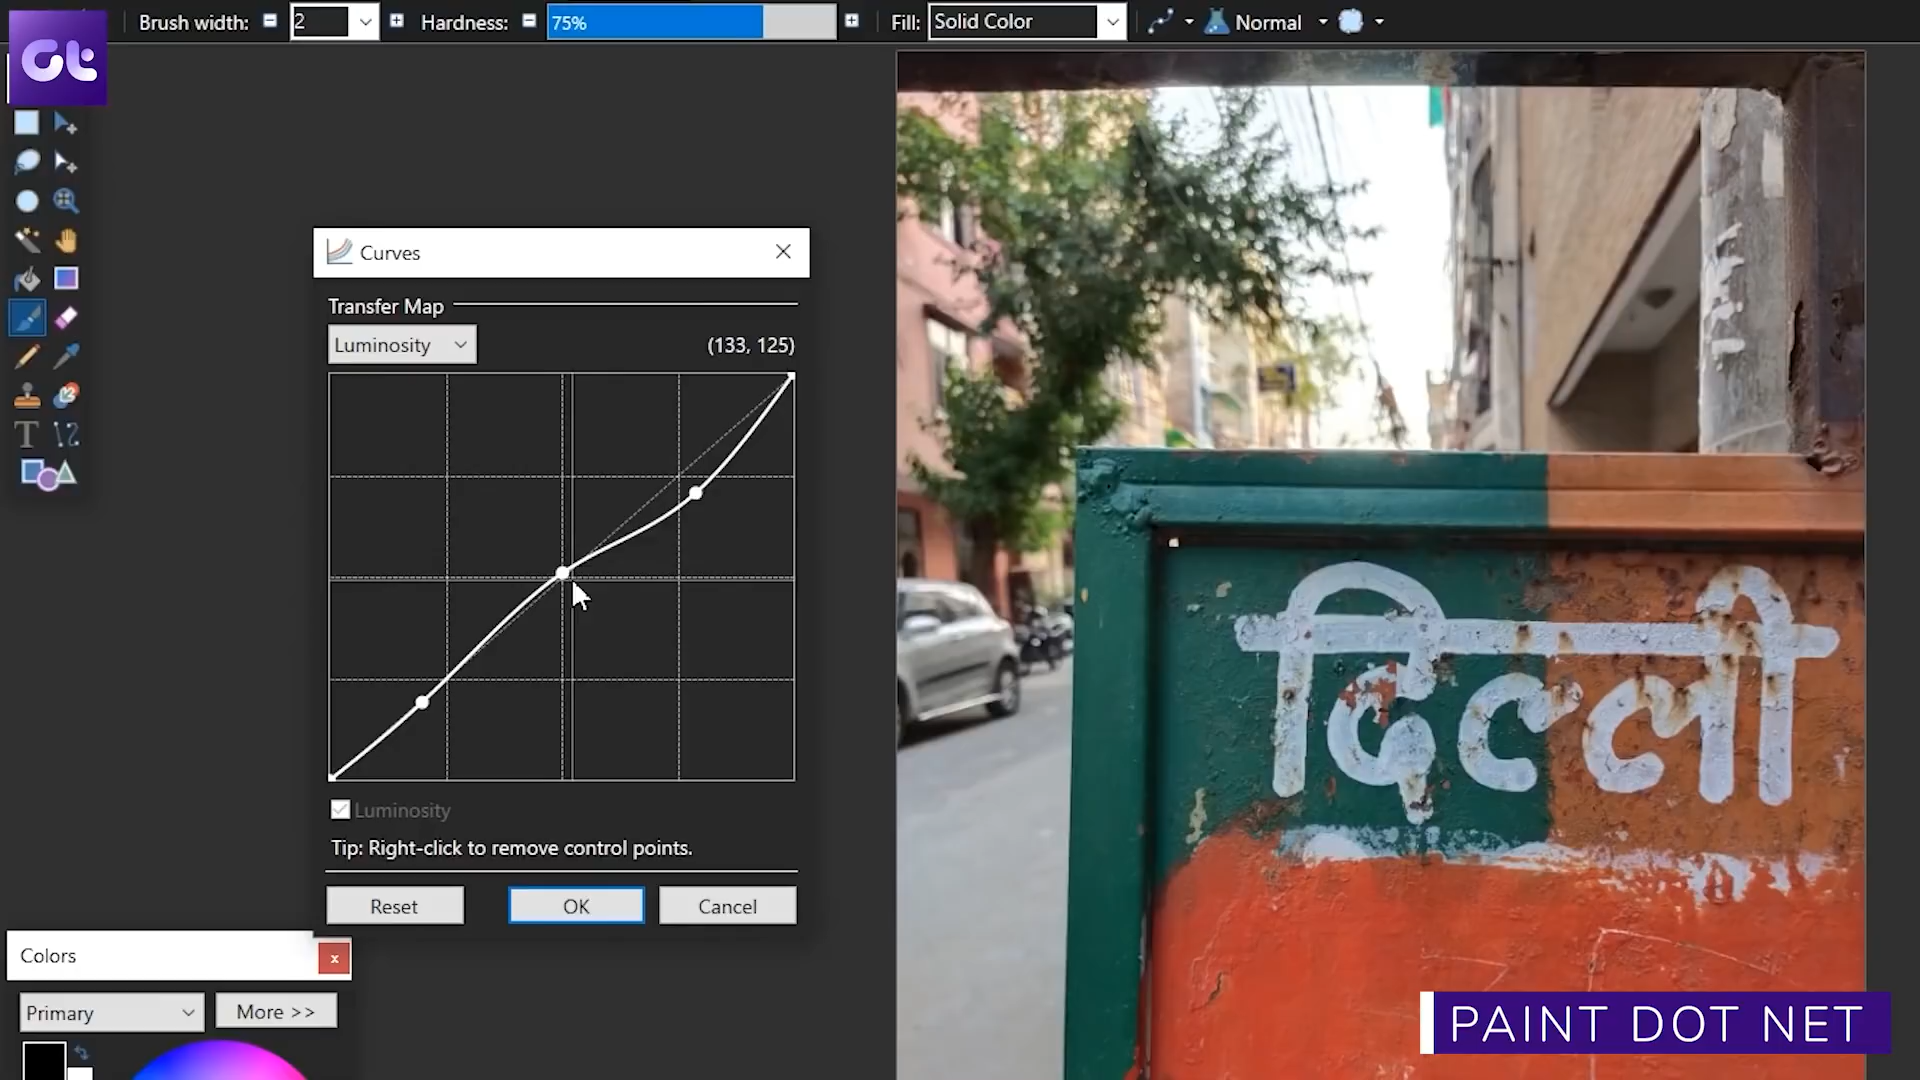 Brush width: 2 Hardness: 75% Fill: Solid Color Normal
Gt
Curves
Transfer Map
Luminosity (133, 125)
Luminosity
Tip: Right-click to remove control points.
Reset OK Cancel
Colors x
Primary More >>
दिल्ली
PAINT DOT NET